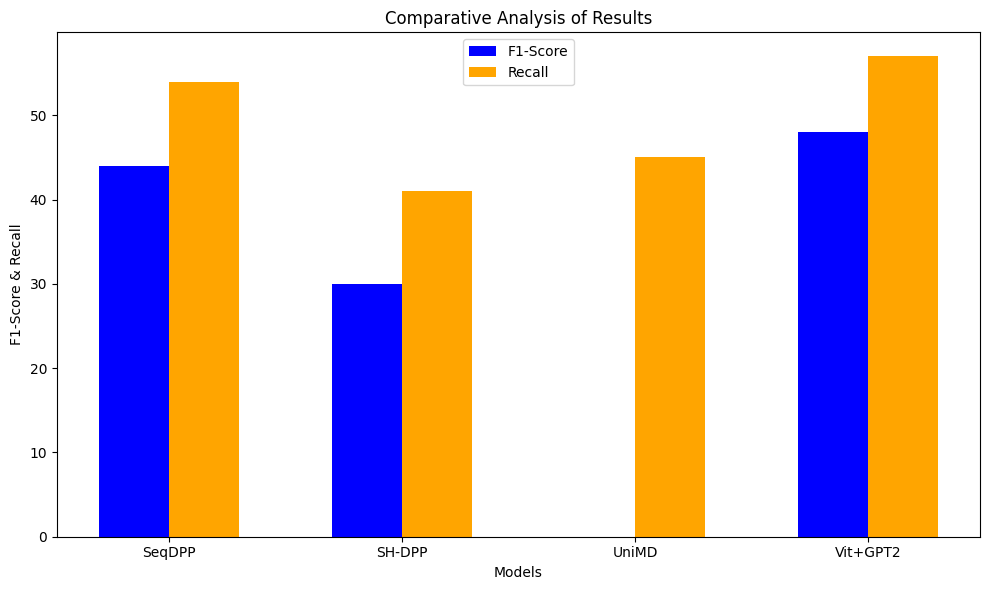 Comparative Analysis of Results
F1-Score
Recall
F1-Score & Recall
50
40
30
20
10
0
SeqDPP
SH-DPP
UniMD
Vit+GPT2
Models